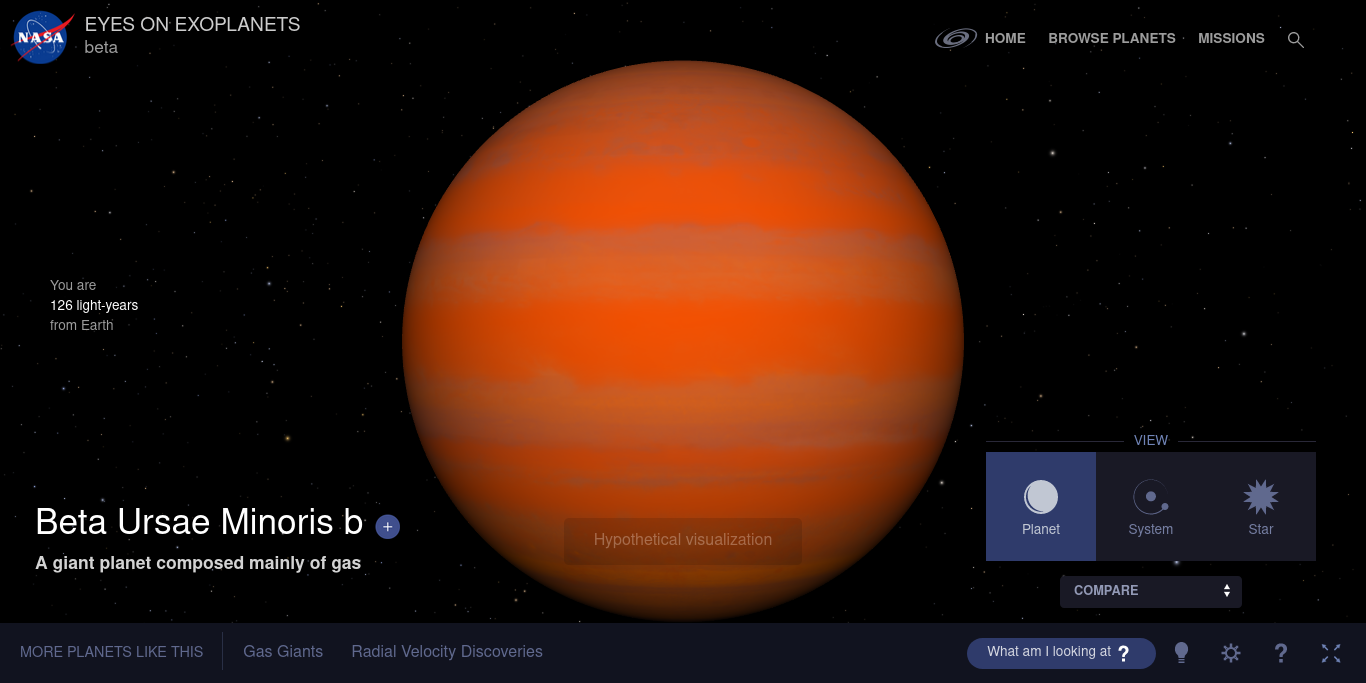 NASA
EYES ON EXOPLANETS
beta
HOME
BROWSE PLANETS
MISSIONS
You are
126 light-years
from Earth
VIEW
Planet
System
Star
Beta Ursae Minoris b +
A giant planet composed mainly of gas
Hypothetical visualization
COMPARE
MORE PLANETS LIKE THIS
Gas Giants
Radial Velocity Discoveries
What am I looking at ?
?